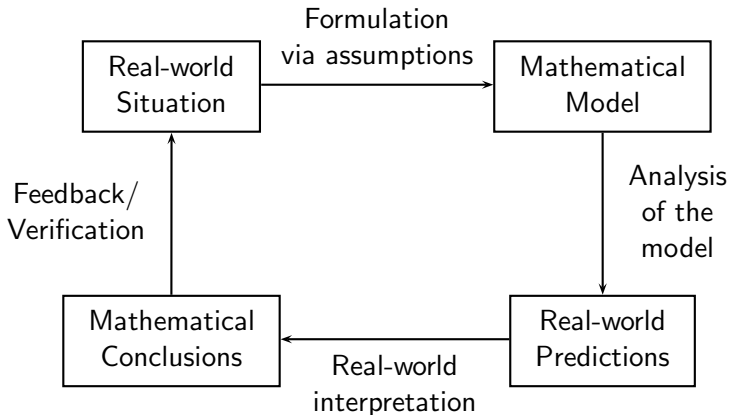 Formulation
via assumptions
Real-world
Situation
Mathematical
Model
Analysis
of the
model
Feedback/
Verification
Mathematical
Conclusions
Real-world
Predictions
Real-world
interpretation